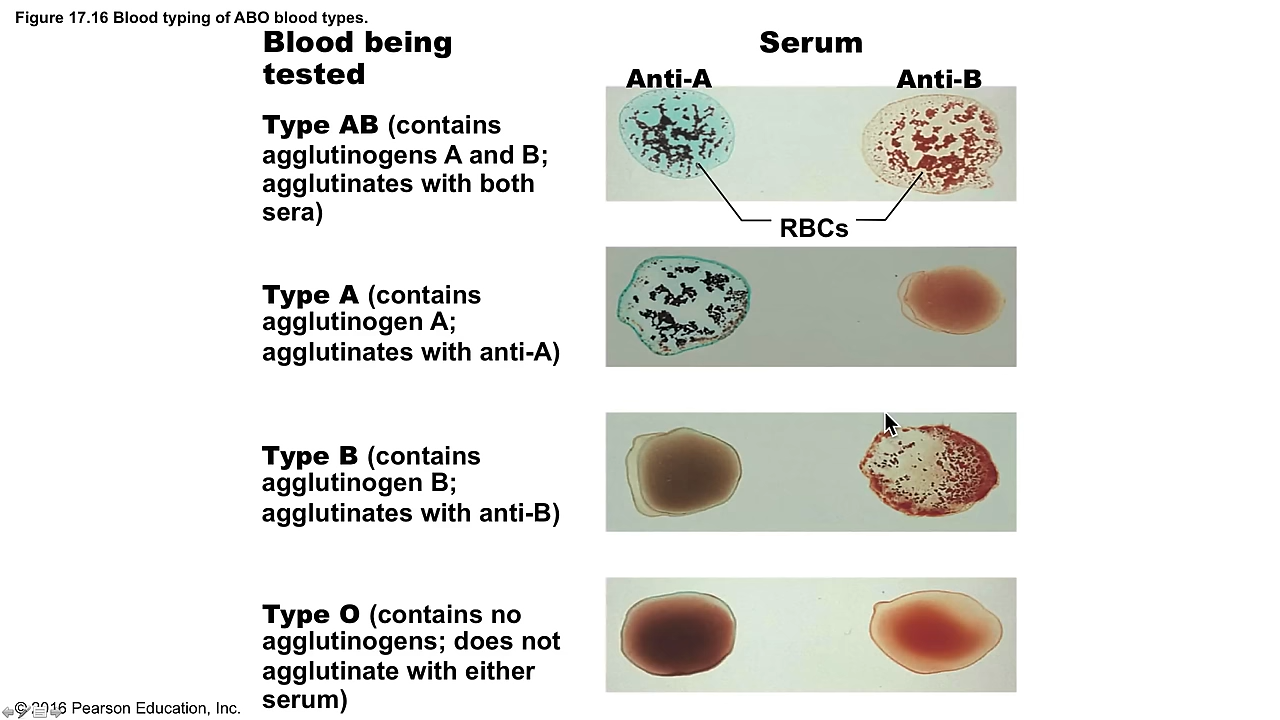 Figure 17.16 Blood typing of ABO blood types.
Blood being
tested
Serum
Anti-A
Anti-B
Type AB (contains
agglutinogens A and B;
agglutinates with both
sera)
RBCs
Type A (contains
agglutinogen A;
agglutinates with anti-A)
Type B (contains
agglutinogen B;
agglutinates with anti-B)
Type O (contains no
agglutinogens; does not
agglutinate with either
serum)
© 2016 Pearson Education, Inc.